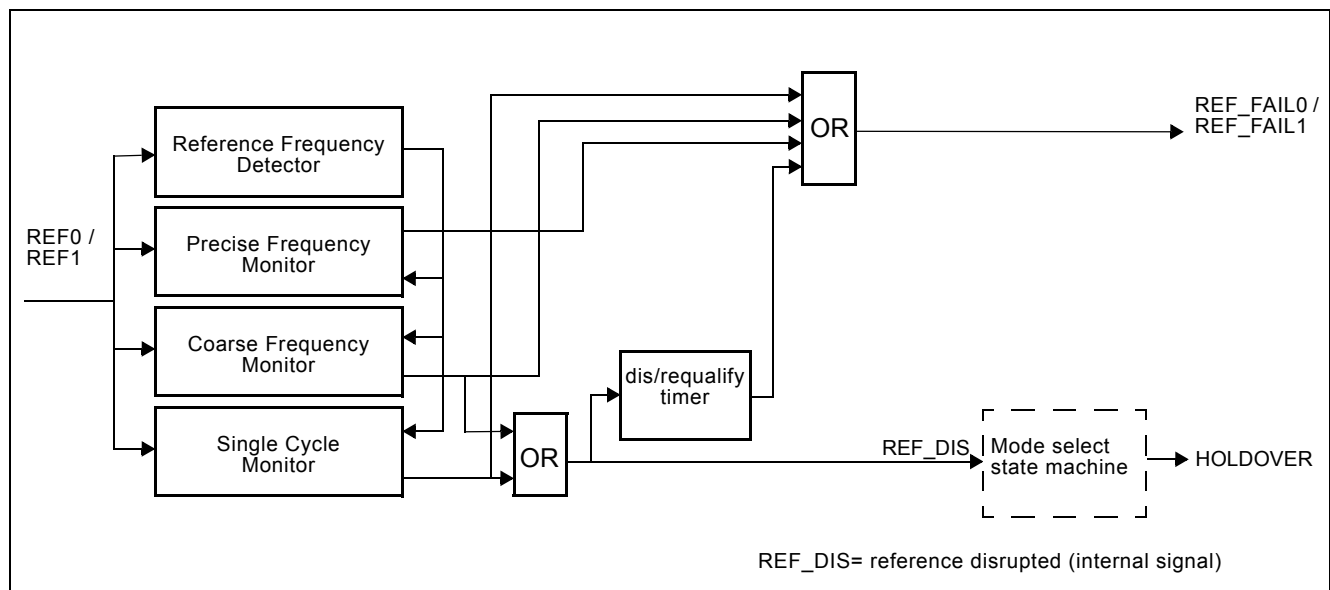 REF0 /
REF1
Reference Frequency
Detector
Precise Frequency
Monitor
Coarse Frequency
Monitor
Single Cycle
Monitor
OR
dis/requalify
timer
OR
REF_FAIL0 /
REF_FAIL1
REF_DIS
Mode select
state machine
HOLDOVER
REF_DIS= reference disrupted (internal signal)